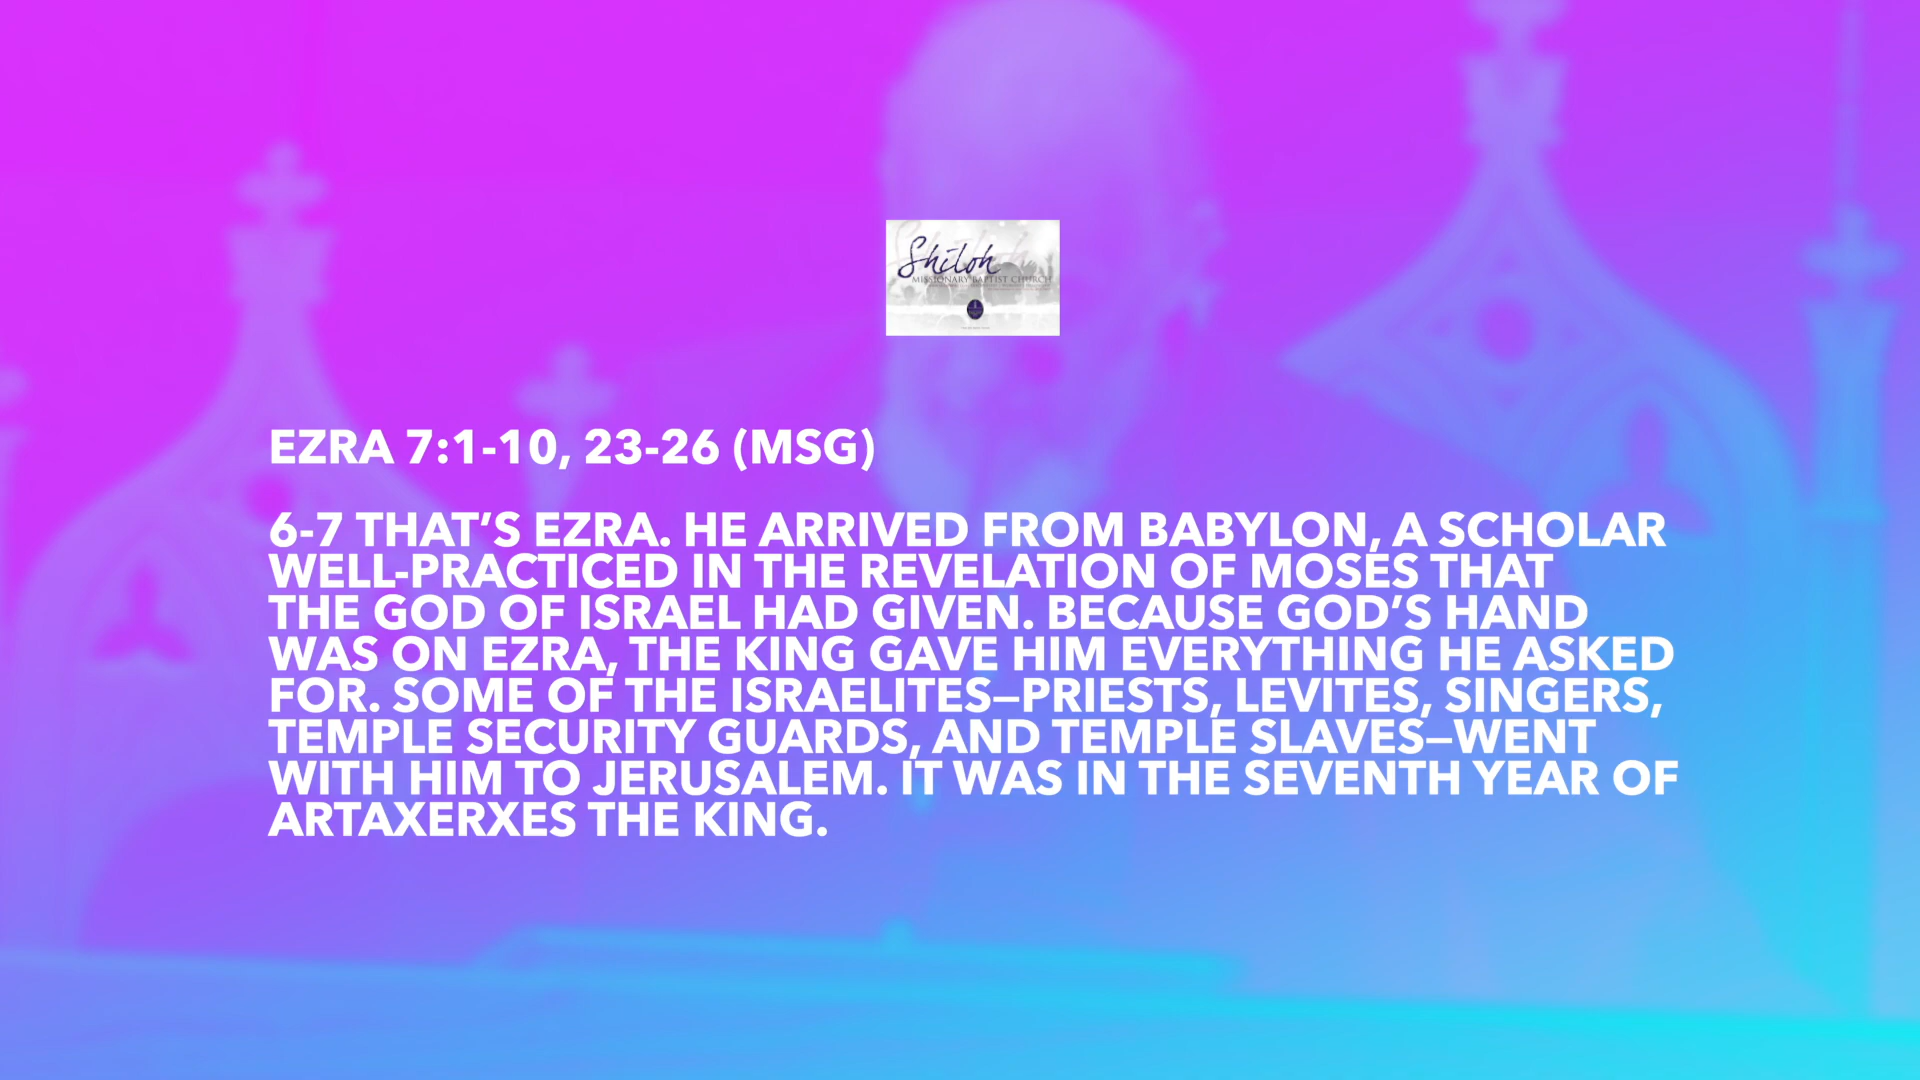 Shiloh
MISSIONARY BAPTIST CHURCH
EZRA 7:1-10, 23-26 (MSG)
6-7 THAT’S EZRA. HE ARRIVED FROM BABYLON, A SCHOLAR
WELL-PRACTICED IN THE REVELATION OF MOSES THAT
THE GOD OF ISRAEL HAD GIVEN. BECAUSE GOD’S HAND
WAS ON EZRA, THE KING GAVE HIM EVERYTHING HE ASKED
FOR. SOME OF THE ISRAELITES—PRIESTS, LEVITES, SINGERS,
TEMPLE SECURITY GUARDS, AND TEMPLE SLAVES—WENT
WITH HIM TO JERUSALEM. IT WAS IN THE SEVENTH YEAR OF
ARTAXERXES THE KING.